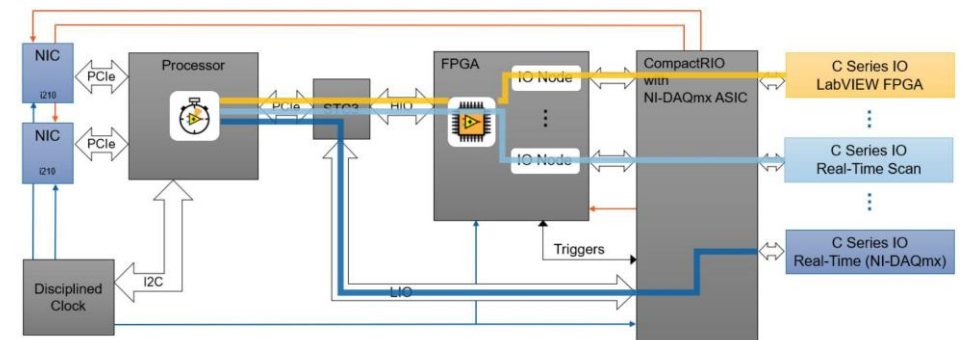 NIC
i210
PCIe
NIC
i210
PCIe
Processor
PCIe
STC3
HIO
FPGA
IO Node
IO Node
CompactRIO
with
NI-DAQmx ASIC
C Series IO
LabVIEW FPGA
C Series IO
Real-Time Scan
C Series IO
Real-Time (NI-DAQmx)
Triggers
Disciplined
Clock
I2C
LIO